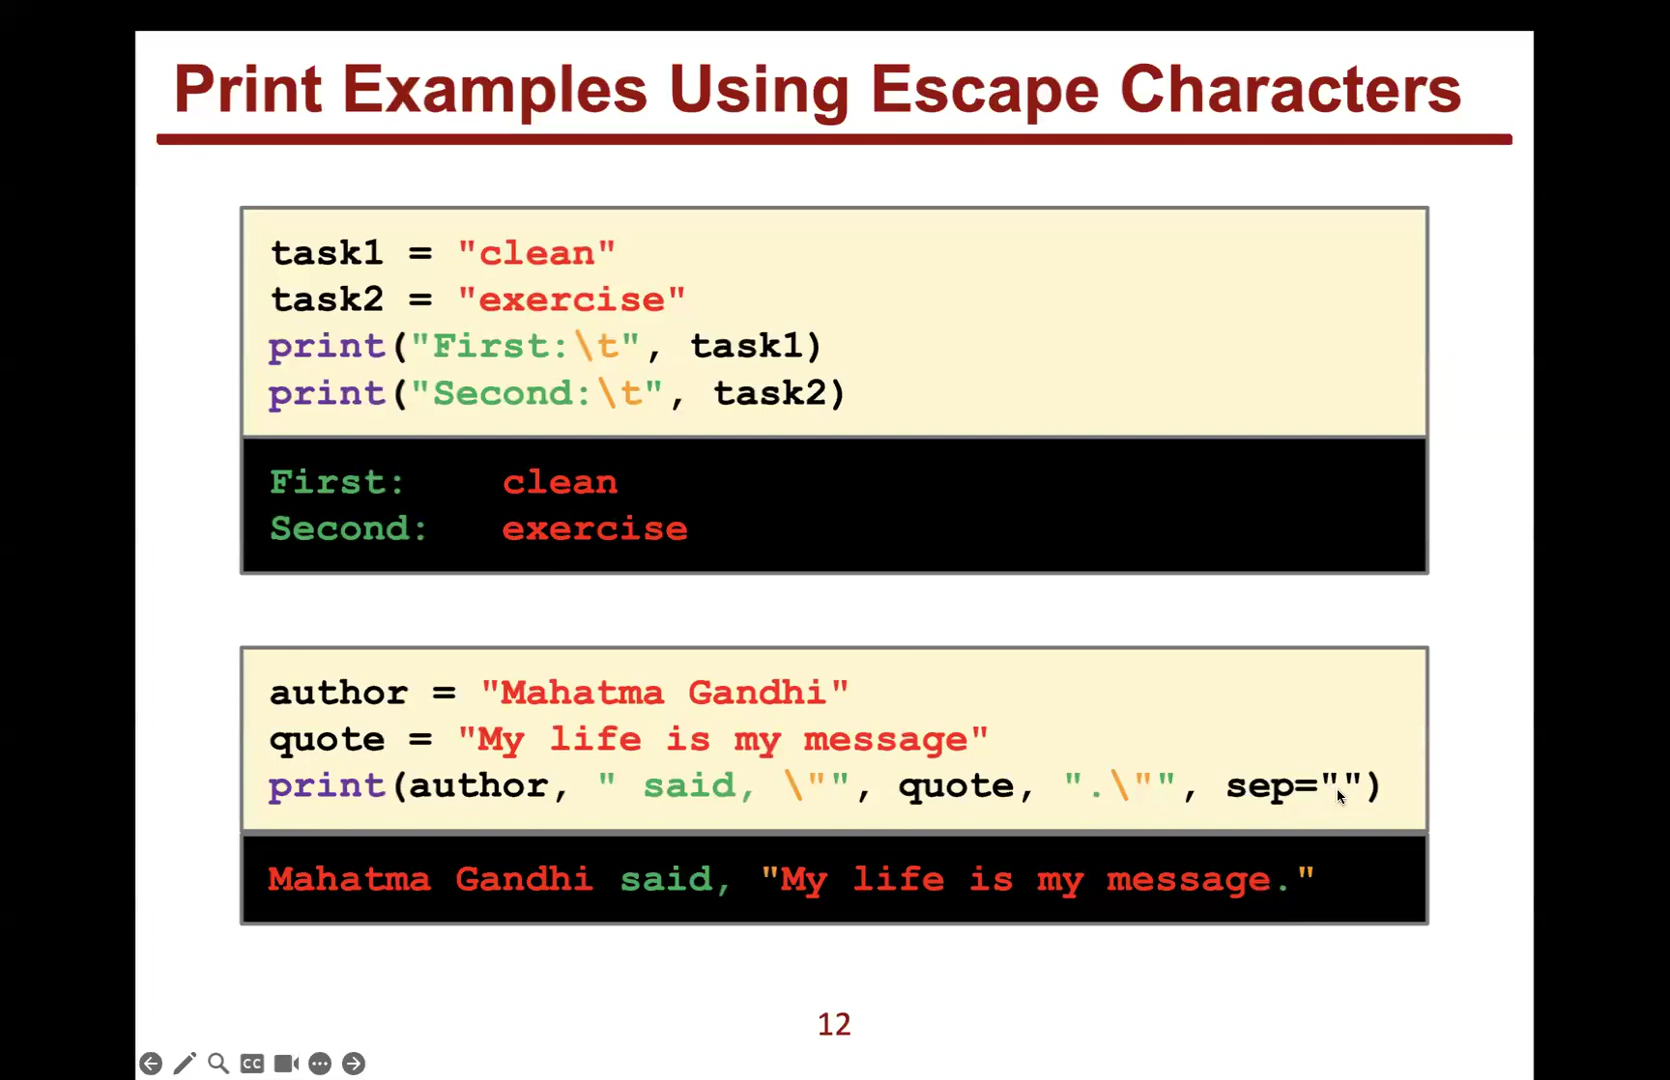 Print Examples Using Escape Characters
task1 = "clean"
task2 = "exercise"
print("First:\t", task1)
print("Second:\t", task2)
First:    clean
Second:   exercise
author = "Mahatma Gandhi"
quote = "My life is my message"
print(author, " said, \"", quote, ".\"", sep="")
Mahatma Gandhi said, "My life is my message."
12
CC